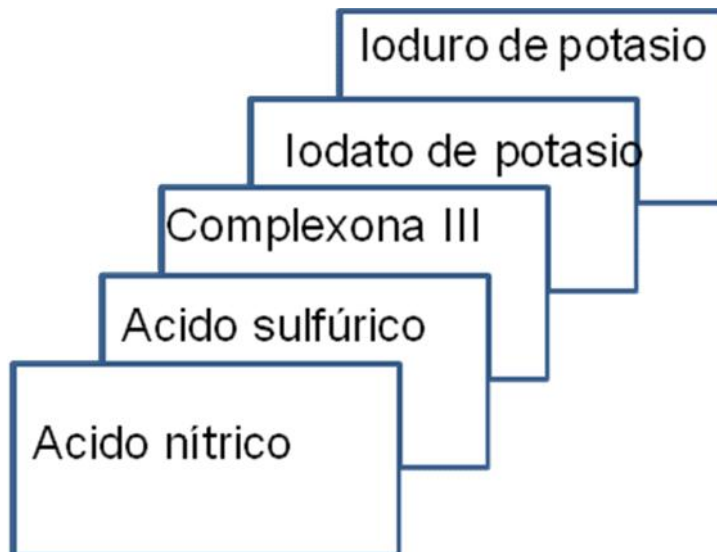 Ioduro de potasio
Iodato de potasio
Complexona III
Acido sulfúrico
Acido nítrico